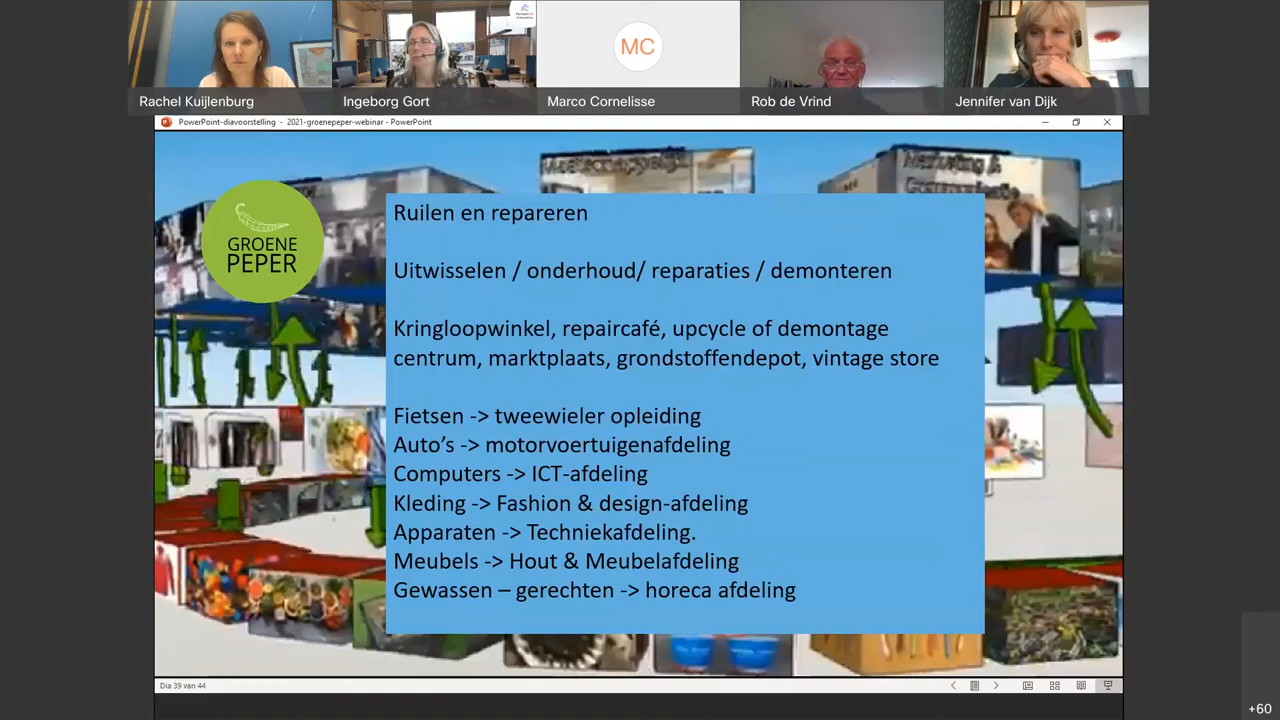 MC
Rachel Kuijlenburg
Ingeborg Gort
Marco Cornelisse
Rob de Vrind
Jennifer van Dijk
PowerPoint-diavoorstelling - 2021-groenepeper-webinar - PowerPoint
Marketing &
GROENE
PEPER
Ruilen en repareren
Uitwisselen / onderhoud/ reparaties / demonteren
Kringloopwinkel, repaircafé, upcycle of demontage
centrum, marktplaats, grondstoffendepot, vintage store
Fietsen -> tweewieler opleiding
Auto's -> motorvoertuigenafdeling
Computers -> ICT-afdeling
Kleding -> Fashion & design-afdeling
Apparaten -> Techniekafdeling.
Meubels -> Hout & Meubelafdeling
Gewassen – gerechten -> horeca afdeling
Dia 39 van 44
+60